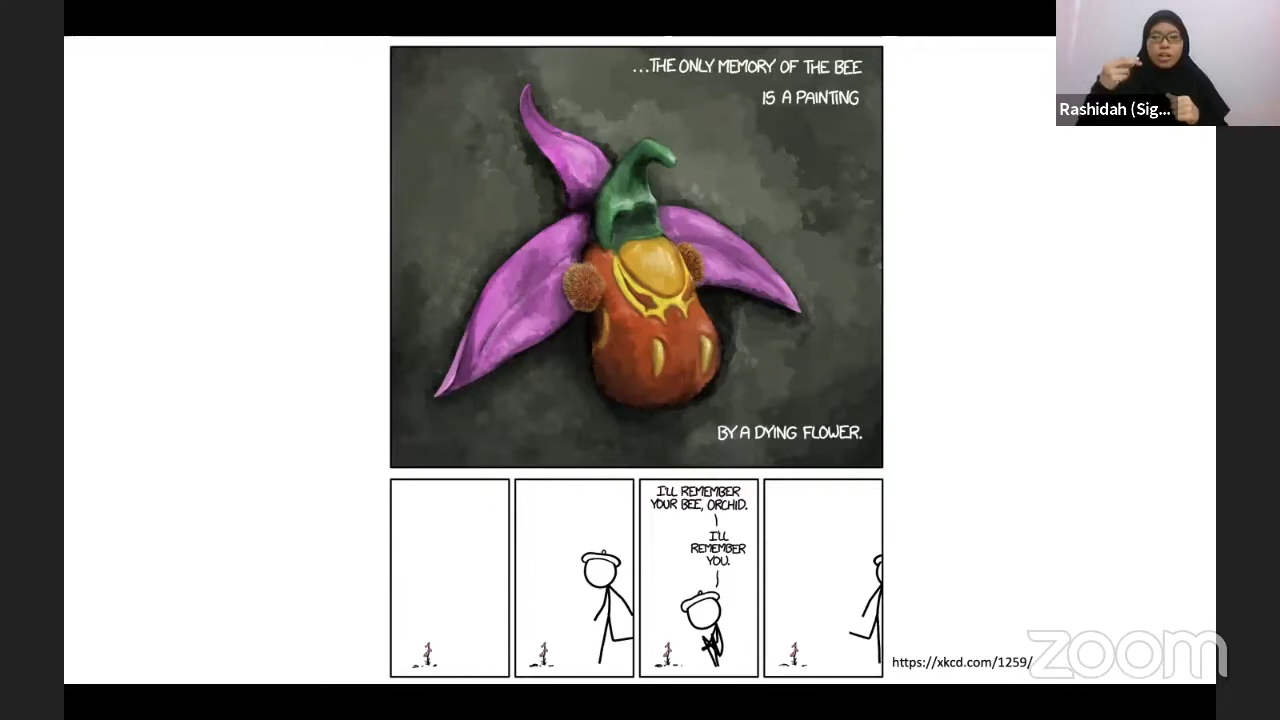 ...THE ONLY MEMORY OF THE BEE
IS A PAINTING
BY A DYING FLOWER.
I'LL REMEMBER
YOUR BEE, ORCHID.
I'LL
REMEMBER
YOU.
https://xkcd.com/1259/
Rashidah (Sig...
zoom